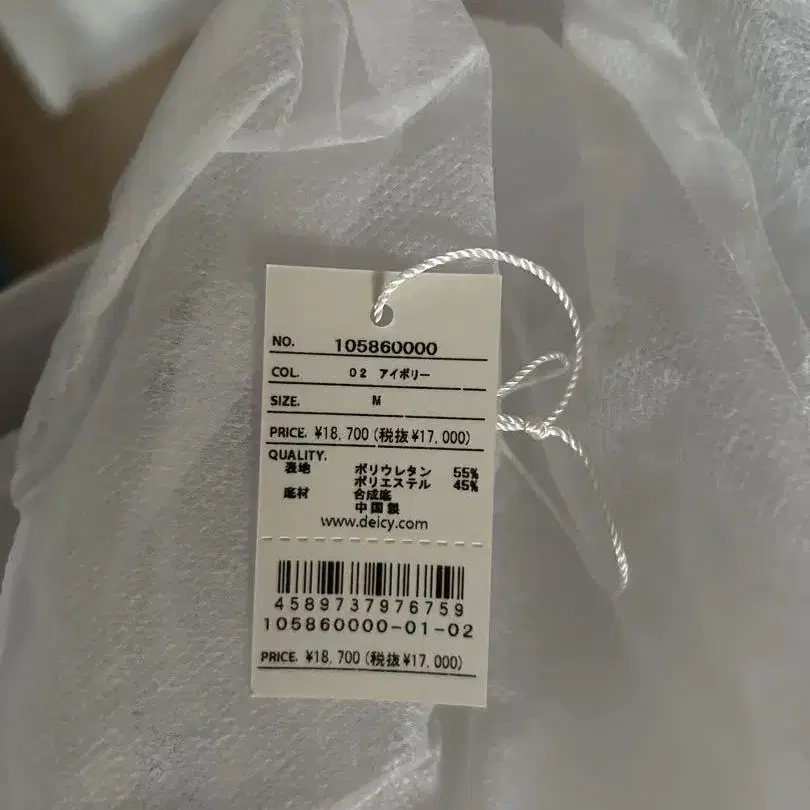 NO. 105860000
COL. 02 アイボリー
SIZE. M
PRICE. ¥18,700(税抜¥17,000)
QUALITY.
表地 ポリウレタン 55%
ポリエステル 45%
底材 合成底
中国製
www.deicy.com
4589737976759
105860000-01-02
PRICE. ¥18,700(税抜¥17,000)